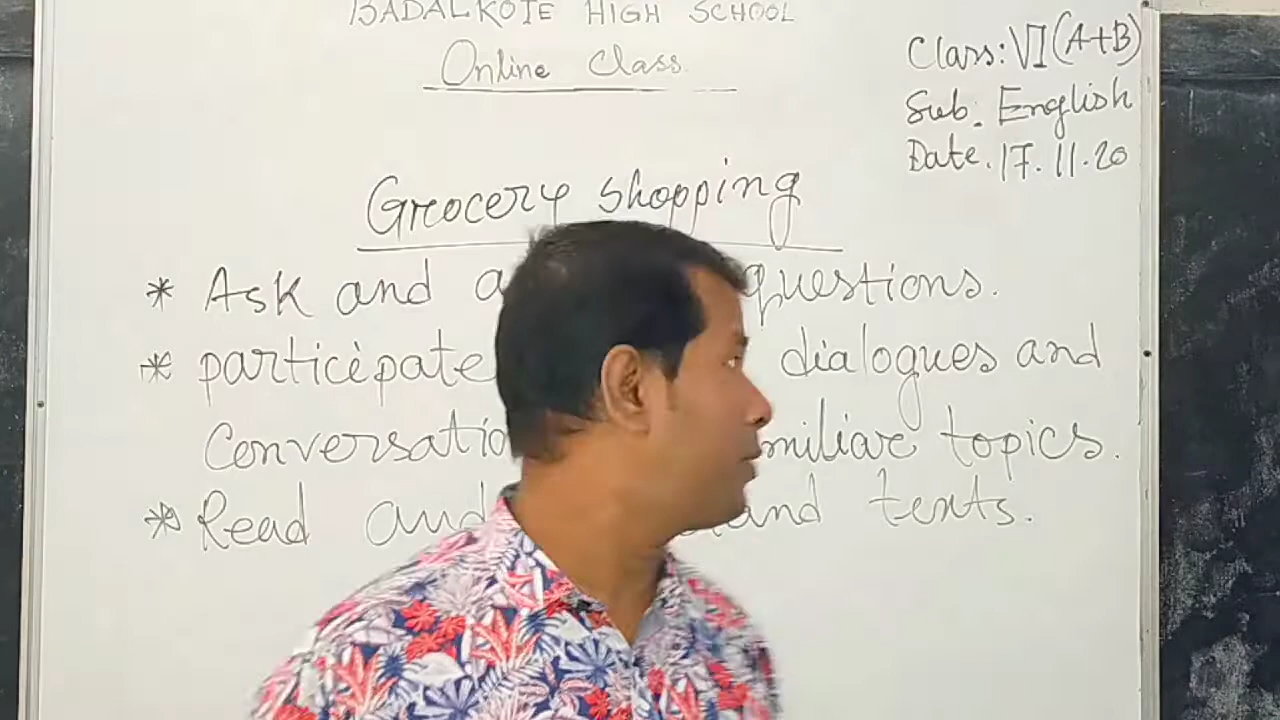 BADALKOTE HIGH SCHOOL
Online Class
Class: VI (A+B)
Sub: English
Date. 17.11.20
Grocery shopping
* Ask and questions.
* participate dialogues and
topics.
* Read and texts.